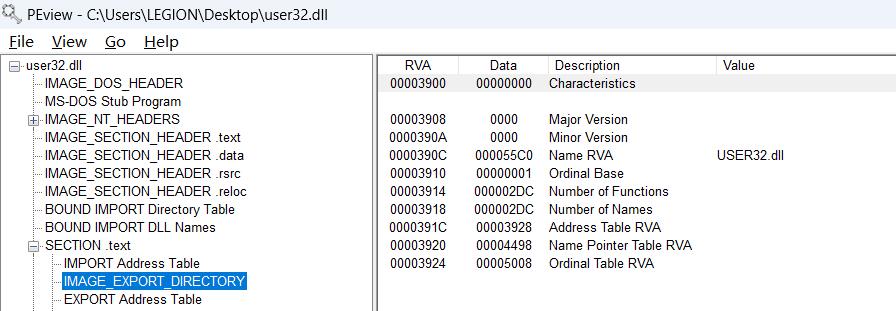 PEview - C:\Users\LEGION\Desktop\user32.dll
File View Go Help
user32.dll
IMAGE_DOS_HEADER
MS-DOS Stub Program
IMAGE_NT_HEADERS
IMAGE_SECTION_HEADER .text
IMAGE_SECTION_HEADER .data
IMAGE_SECTION_HEADER .rsrc
IMAGE_SECTION_HEADER .reloc
BOUND IMPORT Directory Table
BOUND IMPORT DLL Names
SECTION .text
IMPORT Address Table
IMAGE_EXPORT_DIRECTORY
EXPORT Address Table
RVA Data Description Value
00003900 00000000 Characteristics
00003908 0000 Major Version
0000390A 0000 Minor Version
0000390C 000055C0 Name RVA USER32.dll
00003910 00000001 Ordinal Base
00003914 000002DC Number of Functions
00003918 000002DC Number of Names
0000391C 00003928 Address Table RVA
00003920 00004498 Name Pointer Table RVA
00003924 00005008 Ordinal Table RVA